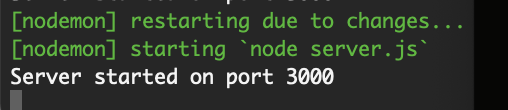 [nodemon] restarting due to changes...
[nodemon] starting `node server.js`
Server started on port 3000